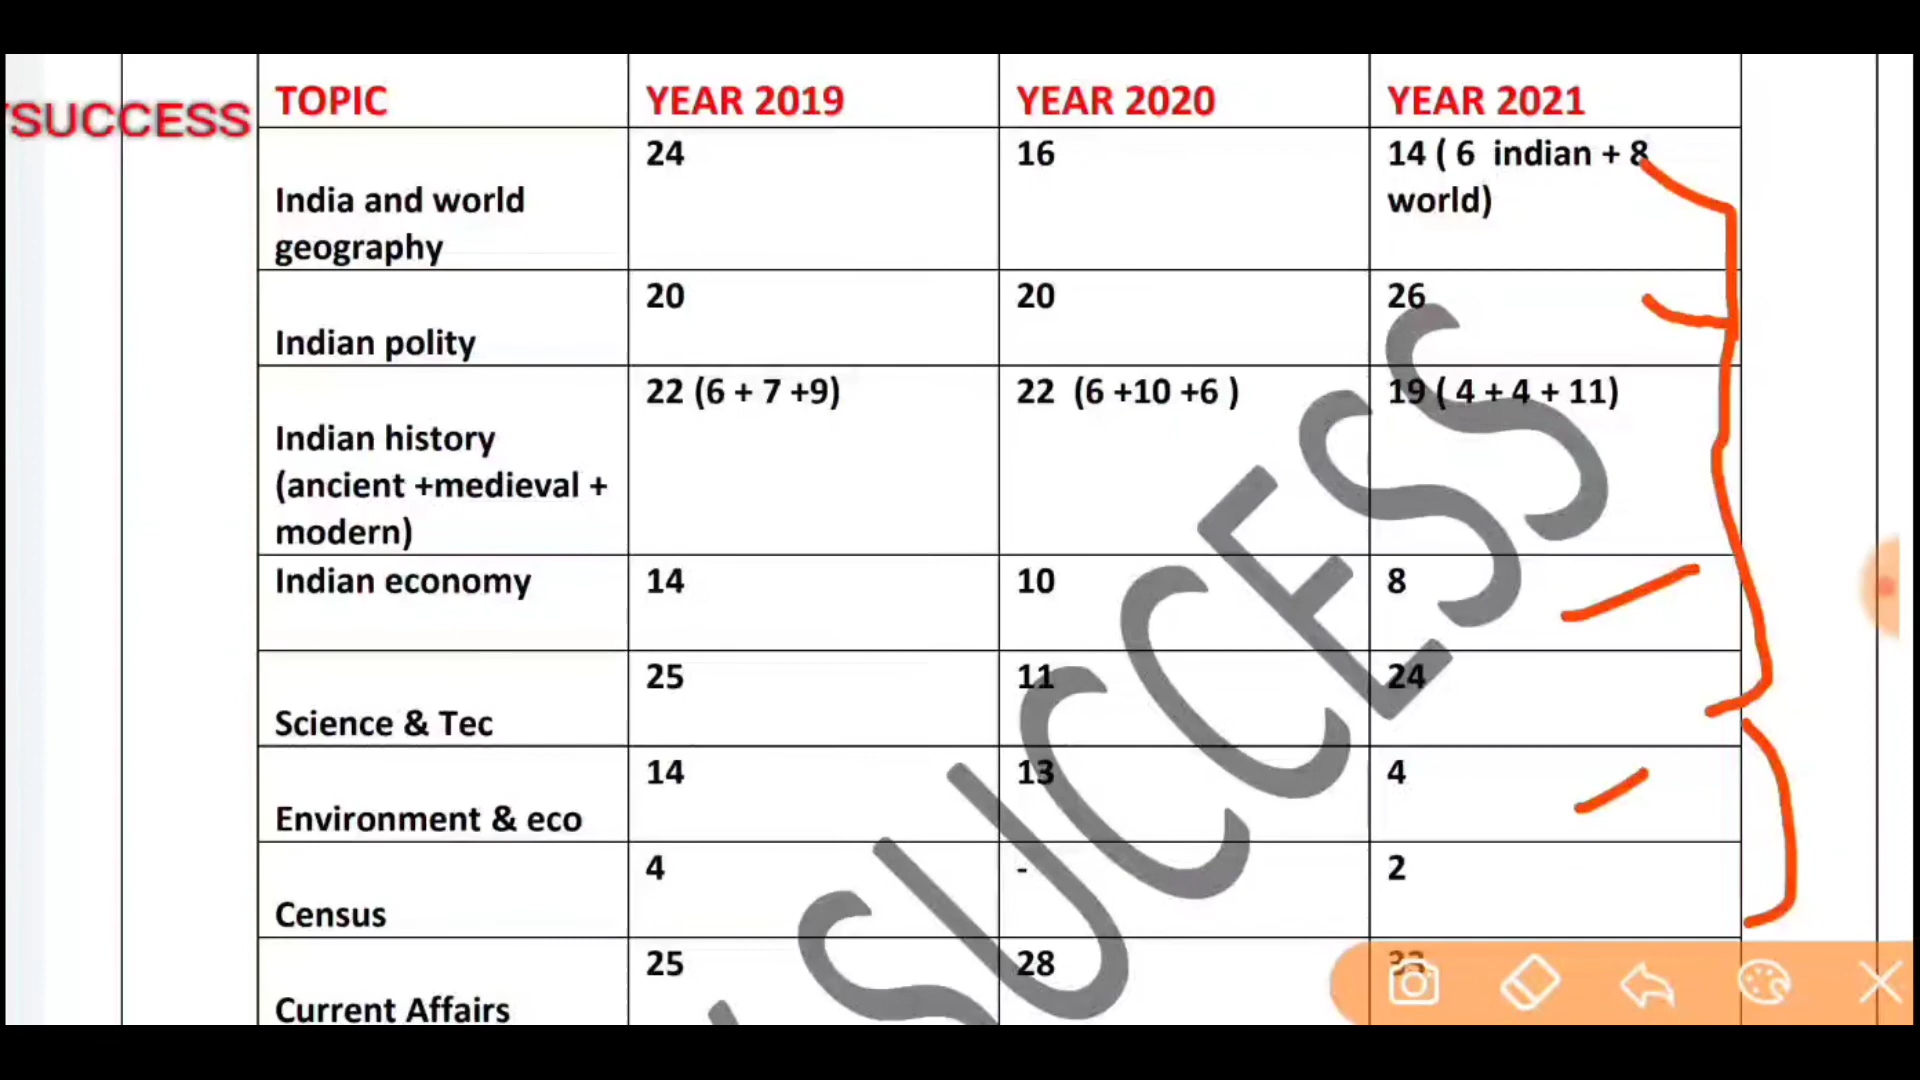 SUCCESS
TOPIC YEAR 2019 YEAR 2020 YEAR 2021
India and world
geography
24
16
14 ( 6 indian + 8
world)
Indian polity
20
20
26
Indian history
(ancient +medieval +
modern)
22 (6 + 7 +9)
22 (6 +10 +6 )
19 ( 4 + 4 + 11)
Indian economy
14
10
8
Science & Tec
25
11
24
Environment & eco
14
13
4
Census
4
-
2
Current Affairs
25
28
SUCCESS